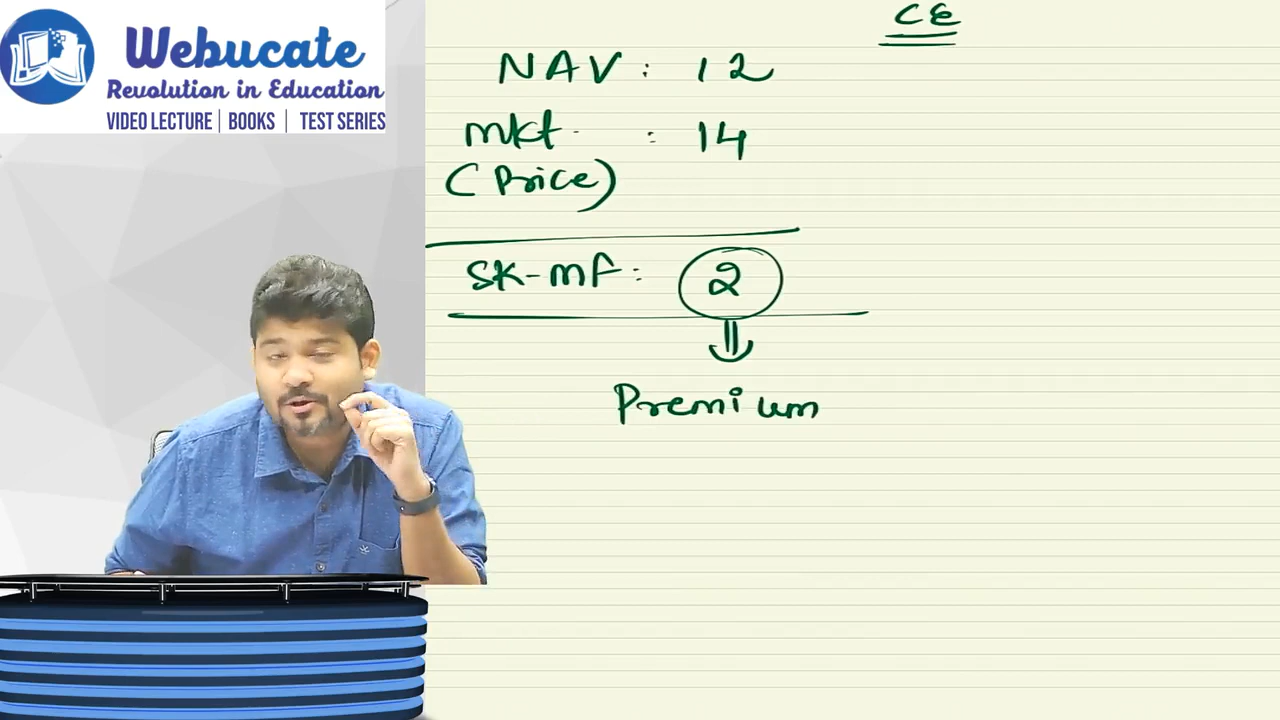 Webucate
Revolution in Education
VIDEO LECTURE | BOOKS | TEST SERIES
CE
NAV : 12
mkt : 14
(Price)
SK-MF: 2
Premium